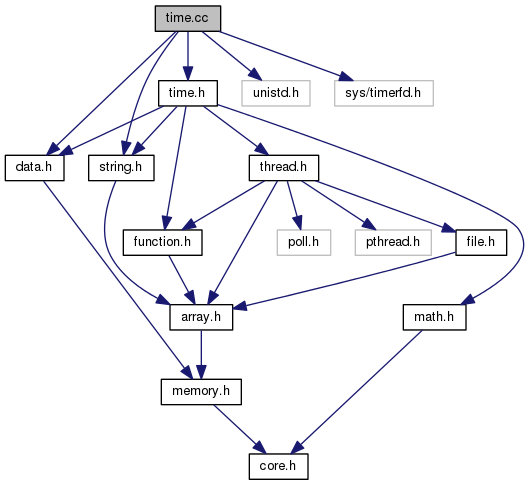 time.cc
time.h
unistd.h
sys/timerfd.h
data.h
string.h
thread.h
function.h
poll.h
pthread.h
file.h
array.h
math.h
memory.h
core.h